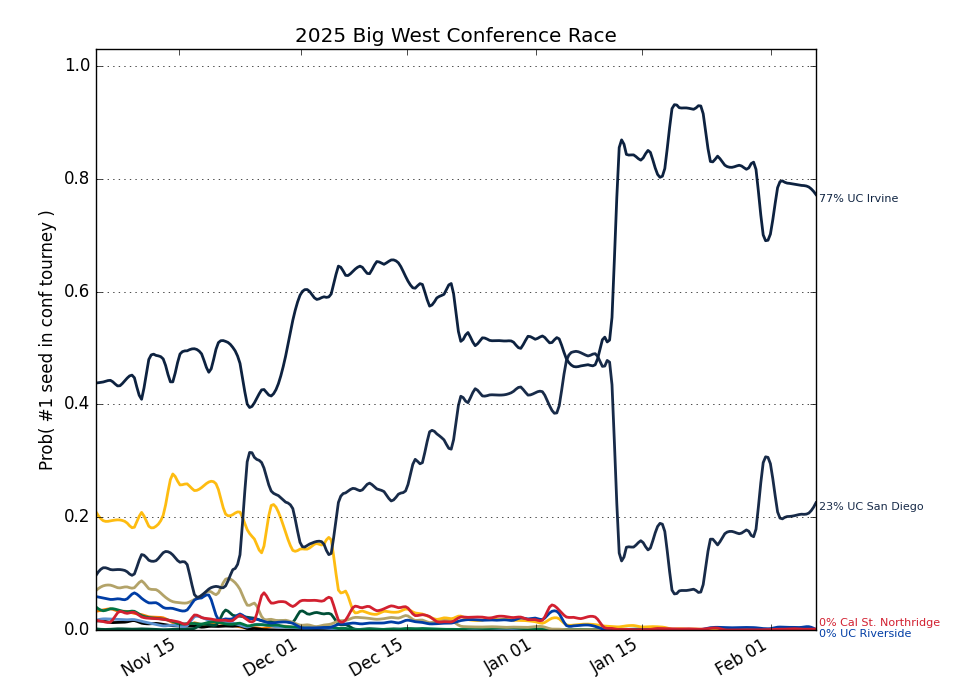 2025 Big West Conference Race
Prob( #1 seed in conf tourney )
1.0
0.8
0.6
0.4
0.2
0.0
77% UC Irvine
23% UC San Diego
0% Cal St. Northridge
0% UC Riverside
Nov 15
Dec 01
Dec 15
Jan 01
Jan 15
Feb 01